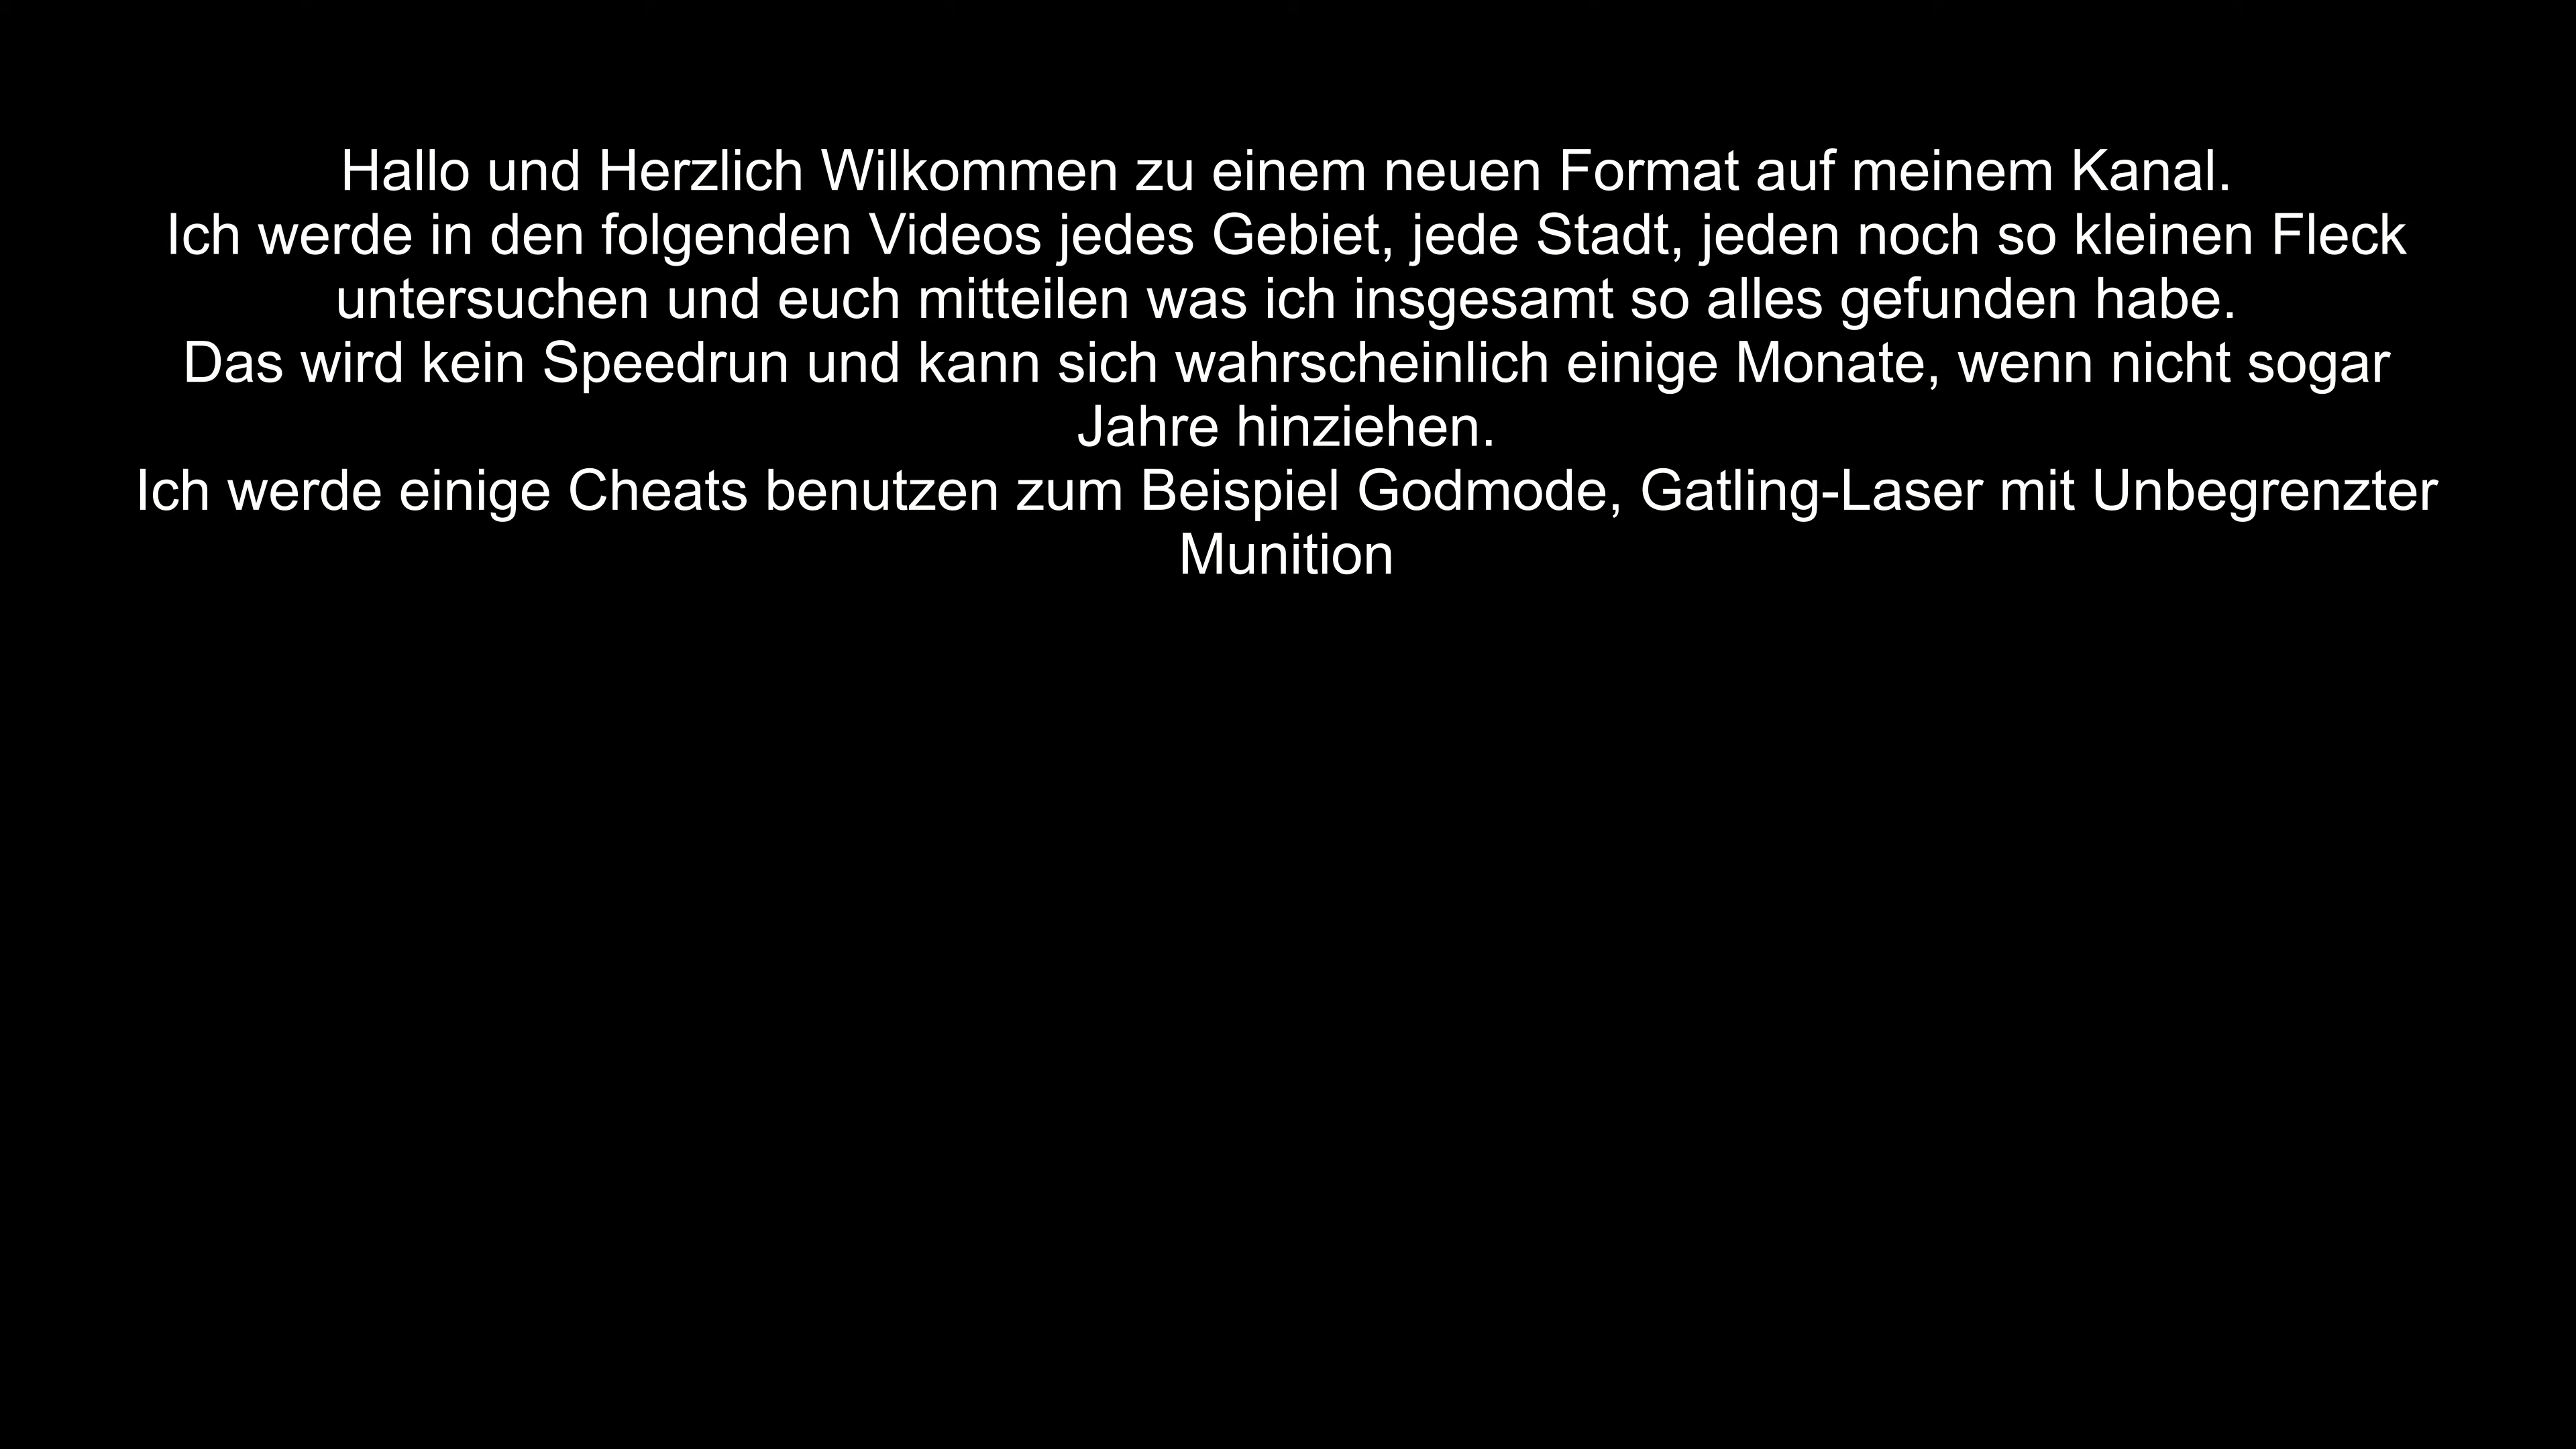 Hallo und Herzlich Wilkommen zu einem neuen Format auf meinem Kanal.
Ich werde in den folgenden Videos jedes Gebiet, jede Stadt, jeden noch so kleinen Fleck
untersuchen und euch mitteilen was ich insgesamt so alles gefunden habe.
Das wird kein Speedrun und kann sich wahrscheinlich einige Monate, wenn nicht sogar
Jahre hinziehen.
Ich werde einige Cheats benutzen zum Beispiel Godmode, Gatling-Laser mit Unbegrenzter
Munition